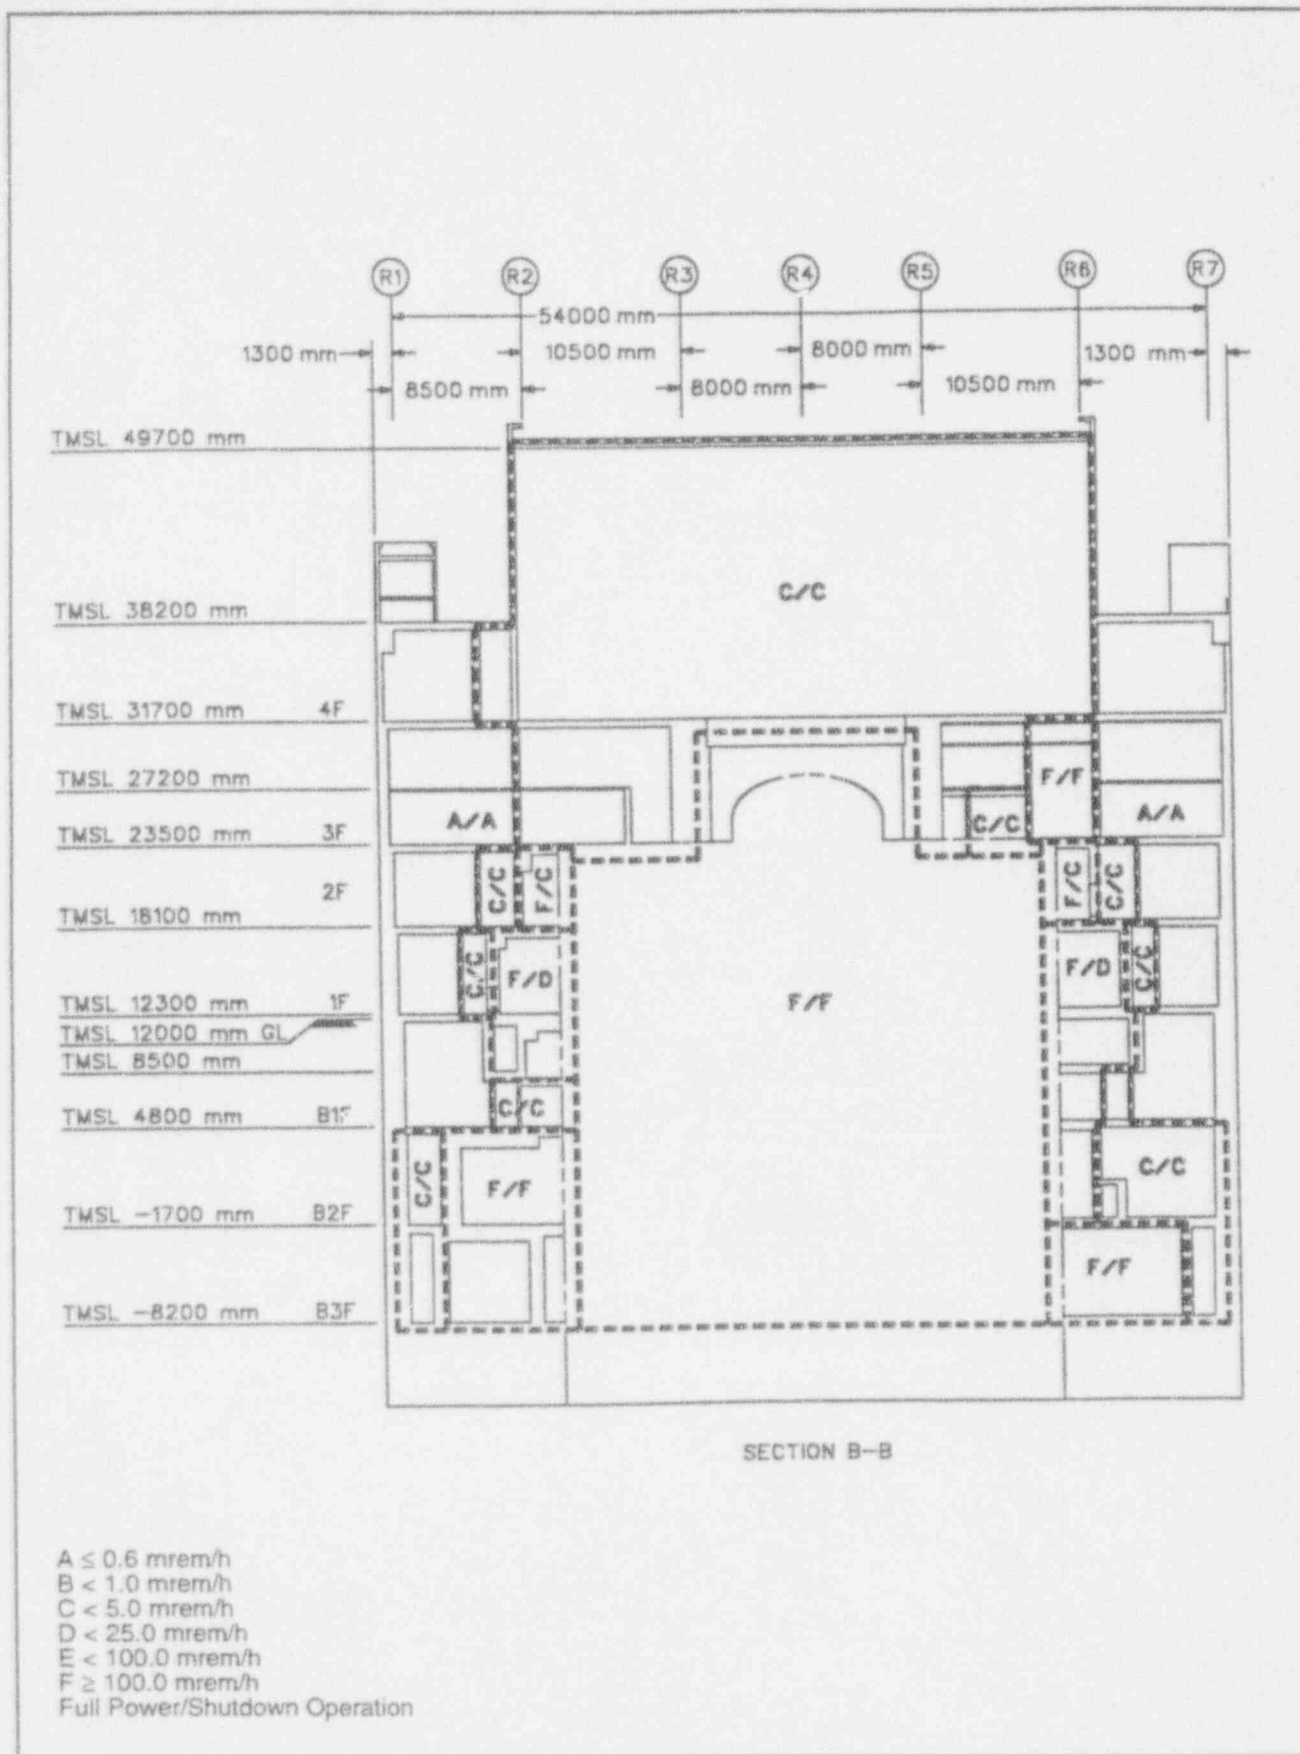 R1 R2 R3 R4 R5 R6 R7
54000 mm
1300 mm 10500 mm 8000 mm 1300 mm
8500 mm 8000 mm 10500 mm
TMSL 49700 mm
C/C
TMSL 38200 mm
TMSL 31700 mm 4F
TMSL 27200 mm
F/F
A/A C/C A/A
TMSL 23500 mm 3F
C/C F/C F/C C/C
2F
TMSL 18100 mm
C/C F/D F/D C/C
TMSL 12300 mm 1F
F/F
TMSL 12000 mm GL
TMSL 8500 mm
TMSL 4800 mm B1F
C/C
C/C F/F C/C
TMSL -1700 mm B2F
F/F
TMSL -8200 mm B3F
SECTION B-B
A ≤ 0.6 mrem/h
B < 1.0 mrem/h
C < 5.0 mrem/h
D < 25.0 mrem/h
E < 100.0 mrem/h
F ≥ 100.0 mrem/h
Full Power/Shutdown Operation